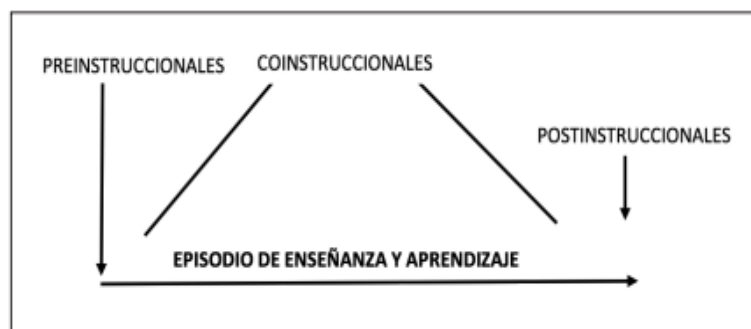 PREINSTRUCCIONALES COINSTRUCCIONALES
POSTINSTRUCCIONALES
EPISODIO DE ENSEÑANZA Y APRENDIZAJE